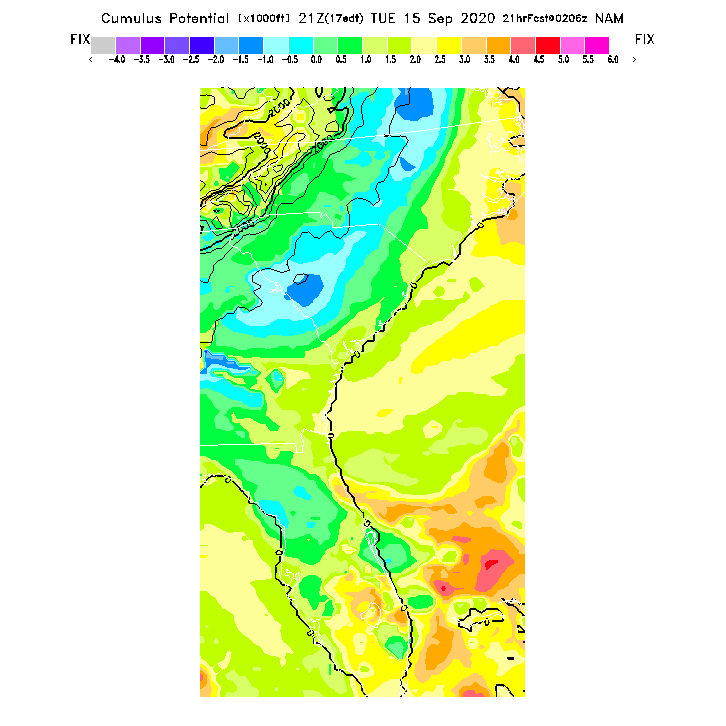 Cumulus Potential [x1000ft] 21Z(17edt) TUE 15 Sep 2020 21hrFcst@0206z NAM
FIX FIX
< -4.0 -3.5 -3.0 -2.5 -2.0 -1.5 -1.0 -0.5 0.0 0.5 1.0 1.5 2.0 2.5 3.0 3.5 4.0 4.5 5.0 5.5 6.0 >
2000
2000